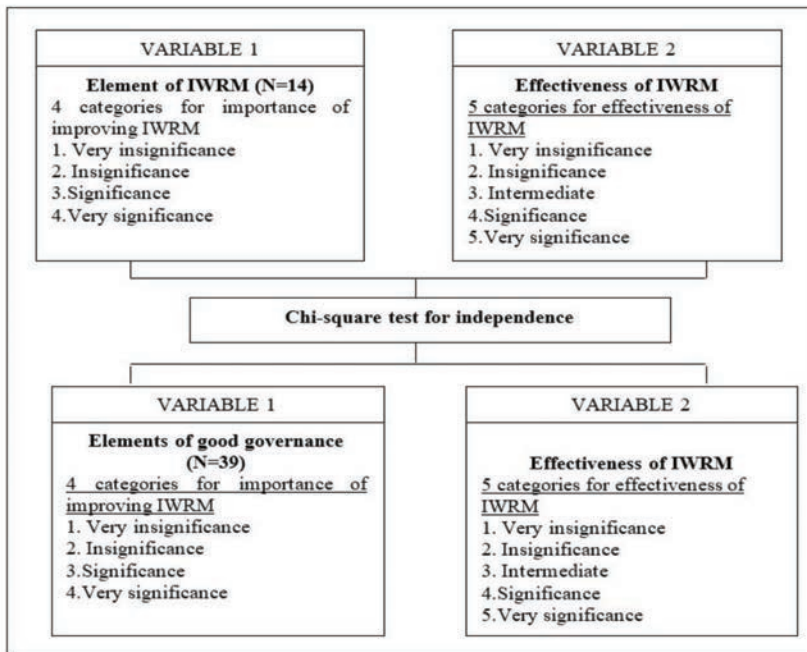 VARIABLE 1
Element of IWRM (N=14)
4 categories for importance of
improving IWRM
1. Very insignificance
2. Insignificance
3.Significance
4.Very significance
VARIABLE 2
Effectiveness of IWRM
5 categories for effectiveness of
IWRM
1. Very insignificance
2. Insignificance
3. Intermediate
4.Significance
5.Very significance
Chi-square test for independence
VARIABLE 1
Elements of good governance
(N=39)
4 categories for importance of
improving IWRM
1. Very insignificance
2. Insignificance
3.Significance
4.Very significance
VARIABLE 2
Effectiveness of IWRM
5 categories for effectiveness of
IWRM
1. Very insignificance
2. Insignificance
3. Intermediate
4.Significance
5.Very significance